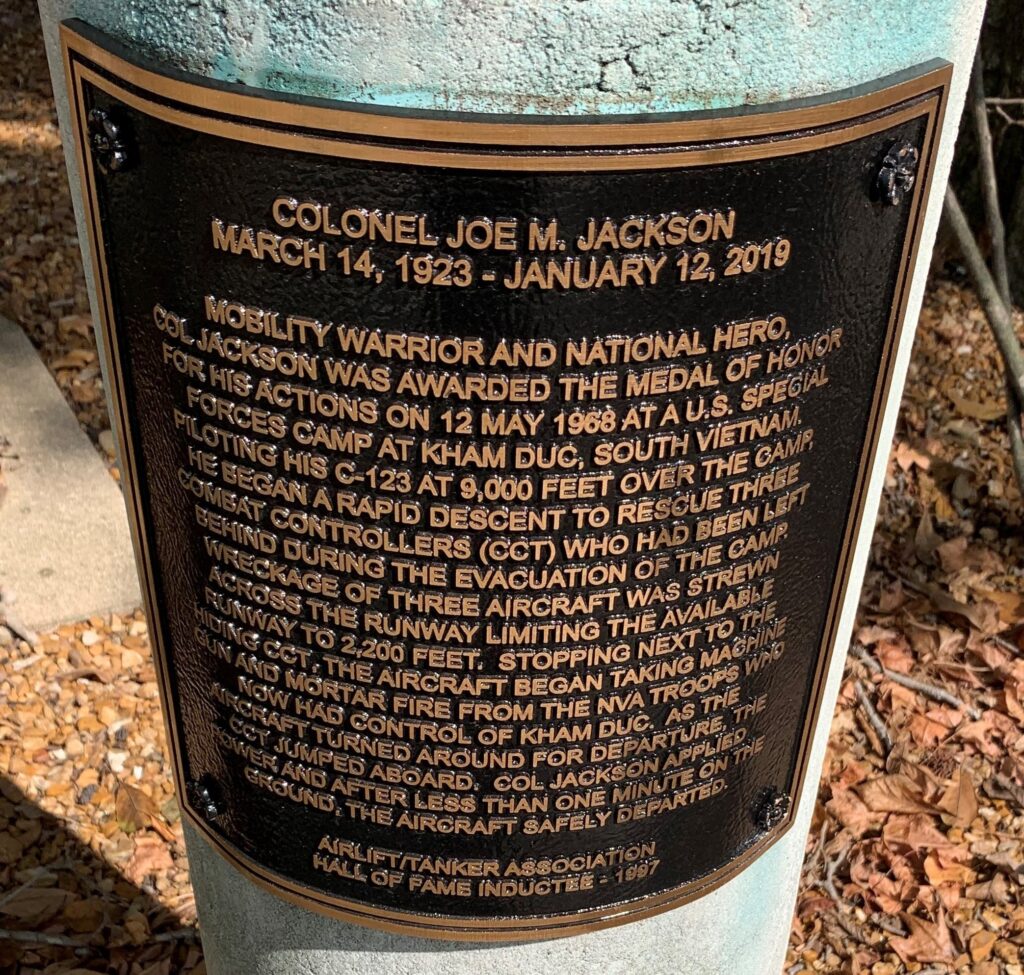 COLONEL JOE M. JACKSON
MARCH 14, 1923 - JANUARY 12, 2019
MOBILITY WARRIOR AND NATIONAL HERO,
COL JACKSON WAS AWARDED THE MEDAL OF HONOR
FOR HIS ACTIONS ON 12 MAY 1968 AT A U.S. SPECIAL
FORCES CAMP AT KHAM DUC, SOUTH VIETNAM.
PILOTING HIS C-123 AT 9,000 FEET OVER THE CAMP,
HE BEGAN A RAPID DESCENT TO RESCUE THREE
COMBAT CONTROLLERS (CCT) WHO HAD BEEN LEFT
BEHIND DURING THE EVACUATION OF THE CAMP.
WRECKAGE OF THREE AIRCRAFT WAS STREWN
ACROSS THE RUNWAY LIMITING THE AVAILABLE
RUNWAY TO 2,200 FEET. STOPPING NEXT TO THE
HIDING CCT, THE AIRCRAFT BEGAN TAKING MACHINE
GUN AND MORTAR FIRE FROM THE NVA TROOPS WHO
NOW HAD CONTROL OF KHAM DUC. AS THE
AIRCRAFT TURNED AROUND FOR DEPARTURE, THE
CCT JUMPED ABOARD. COL JACKSON APPLIED
POWER AND AFTER LESS THAN ONE MINUTE ON THE
GROUND, THE AIRCRAFT SAFELY DEPARTED.
AIRLIFT/TANKER ASSOCIATION
HALL OF FAME INDUCTEE - 1997